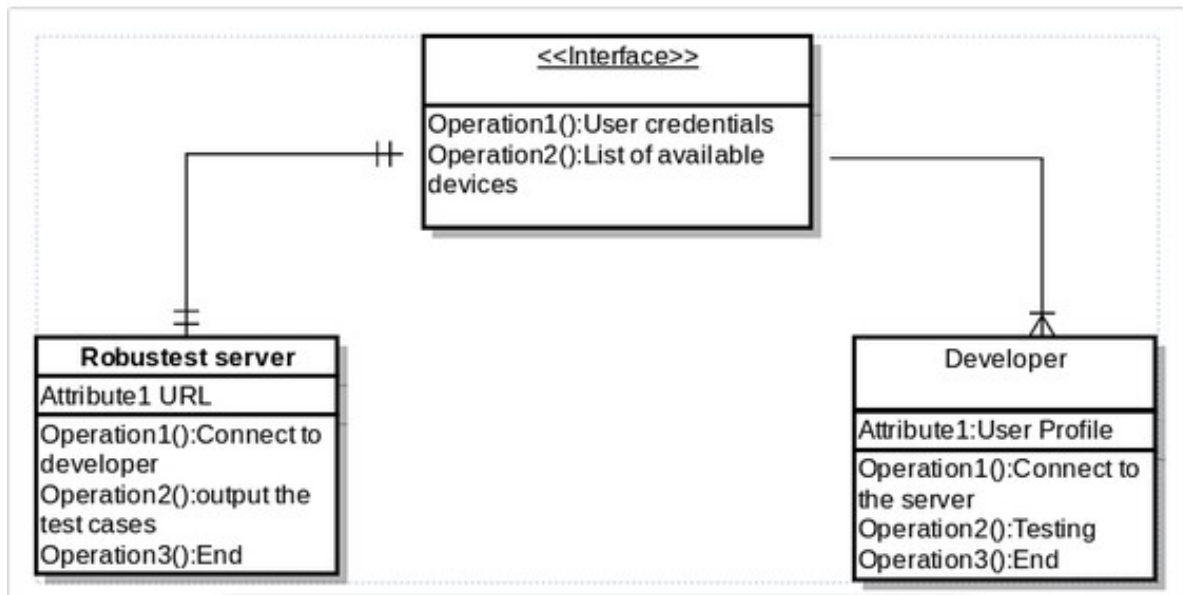 <<Interface>>
Operation1():User credentials
Operation2():List of available
devices
Robustest server
Attribute1 URL
Operation1():Connect to
developer
Operation2():output the
test cases
Operation3():End
Developer
Attribute1:User Profile
Operation1():Connect to
the server
Operation2():Testing
Operation3():End